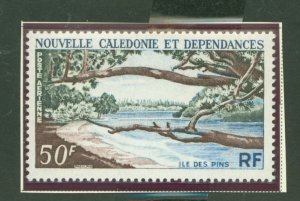 NOUVELLE CALEDONIE ET DEPENDANCES
POSTE AERIENNE
50F
ILE DES PINS
RF